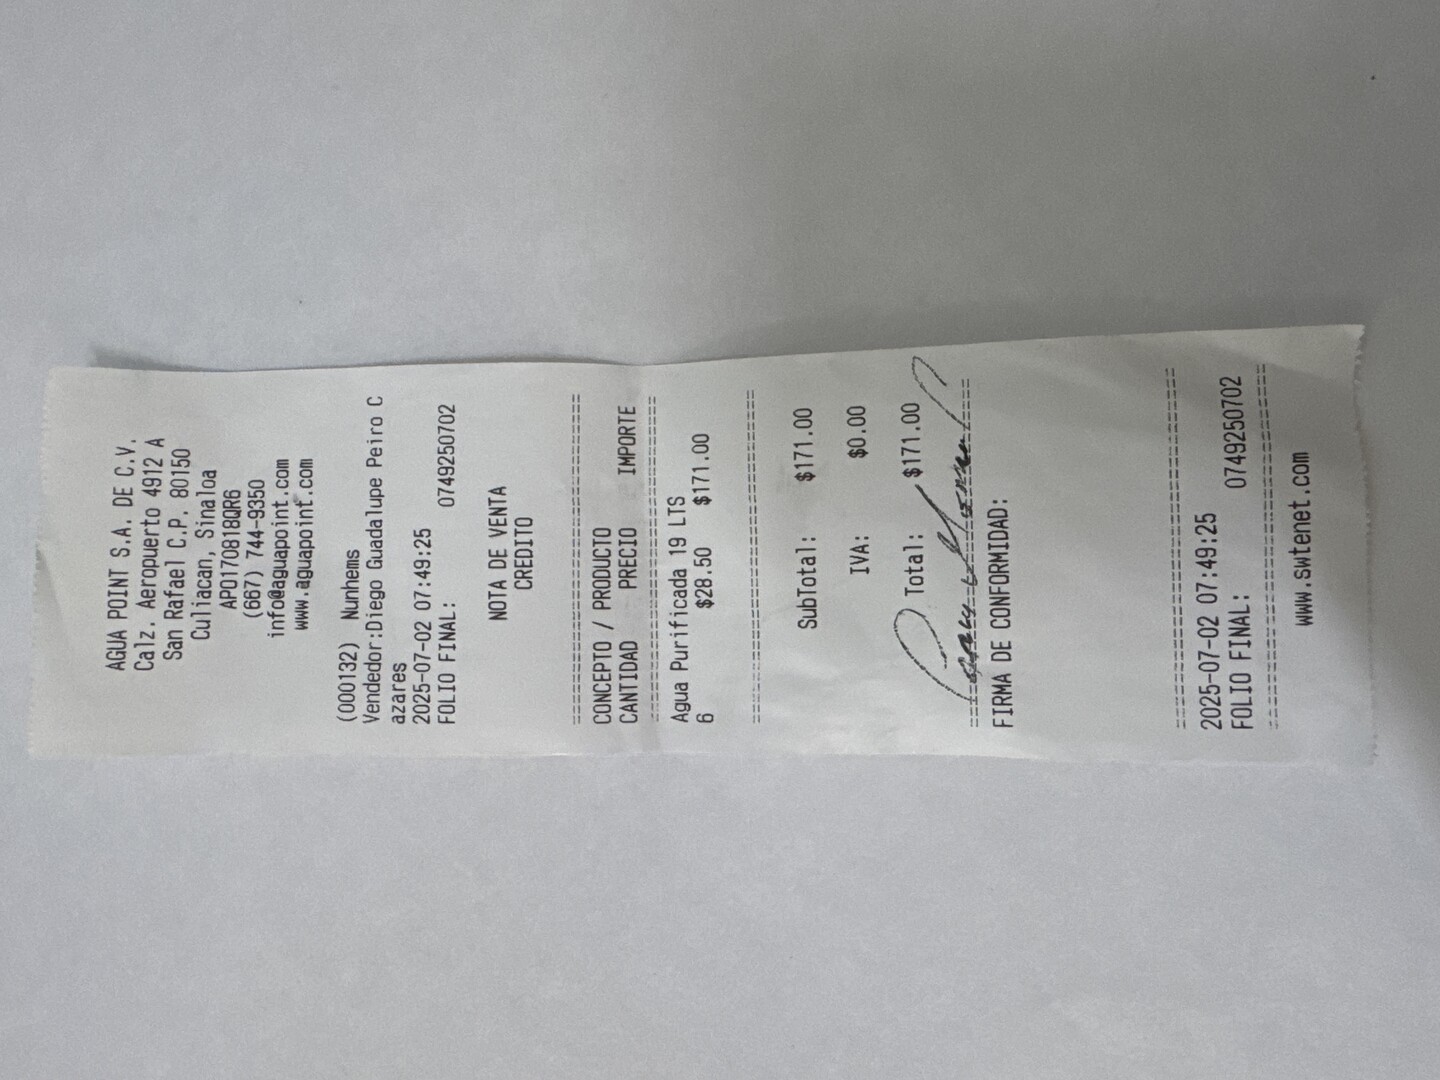 AGUA POINT S.A. DE C.V.
Calz. Aeropuerto 4912 A
San Rafael C.P. 80150
Culiacan, Sinaloa
APO170818QR6
(667) 744-9350
info@aguapoint.com
www.aguapoint.com
(000132) Nunhems
Vendedor:Diego Guadalupe Peiro C
azares
2025-07-02 07:49:25
FOLIO FINAL: 0749250702
NOTA DE VENTA
CREDITO
CONCEPTO / PRODUCTO
CANTIDAD PRECIO IMPORTE
Agua Purificada 19 LTS
6 $28.50 $171.00
SubTotal: $171.00
IVA: $0.00
Total: $171.00
FIRMA DE CONFORMIDAD:
2025-07-02 07:49:25
FOLIO FINAL: 0749250702
www.swtenet.com